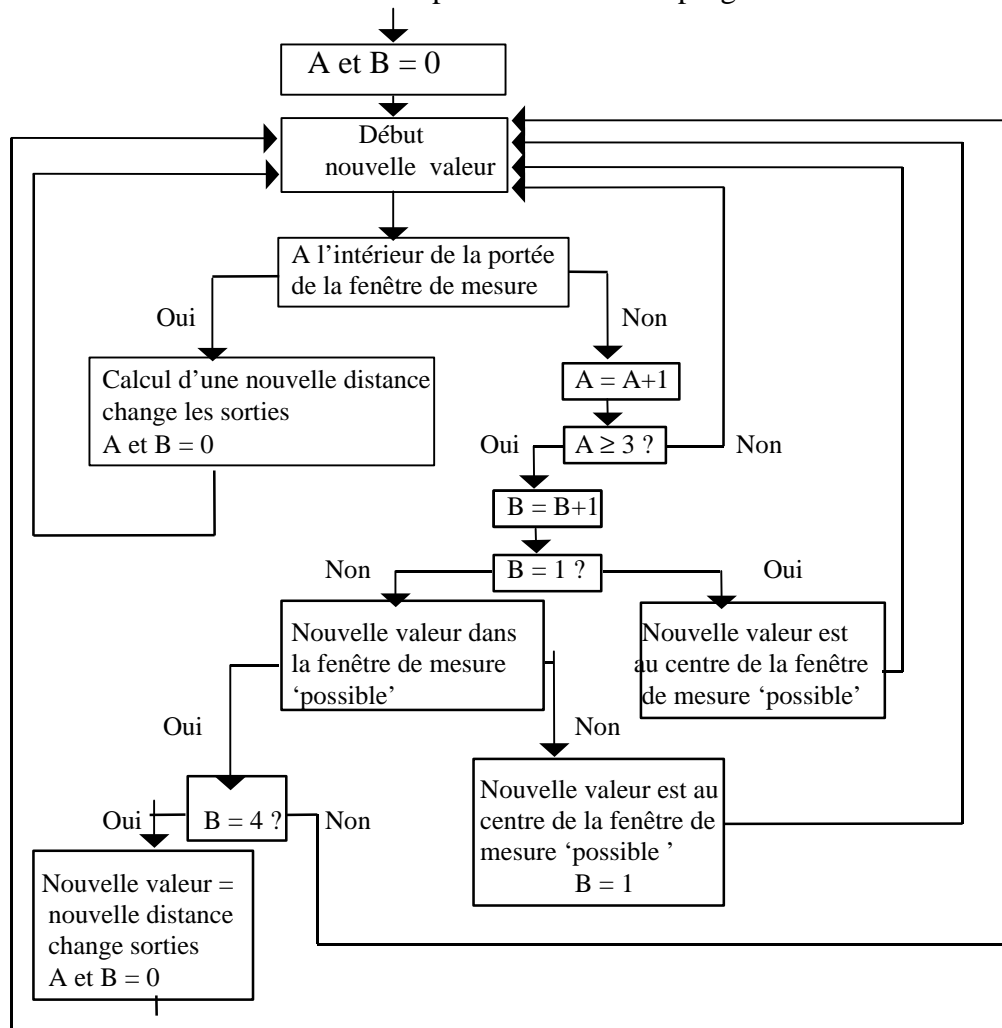 A et B = 0
Début
nouvelle valeur
A l’intérieur de la portée
de la fenêtre de mesure
Oui
Non
Calcul d’une nouvelle distance
change les sorties
A et B = 0
A = A+1
Oui
A ≥ 3 ?
Non
B = B+1
Non
B = 1 ?
Oui
Nouvelle valeur dans
la fenêtre de mesure
‘possible’
Nouvelle valeur est
au centre de la fenêtre
de mesure ‘possible’
Oui
Non
Nouvelle valeur est au
centre de la fenêtre de
mesure ‘possible ’
B = 1
Oui
B = 4 ?
Non
Nouvelle valeur =
nouvelle distance
change sorties
A et B = 0